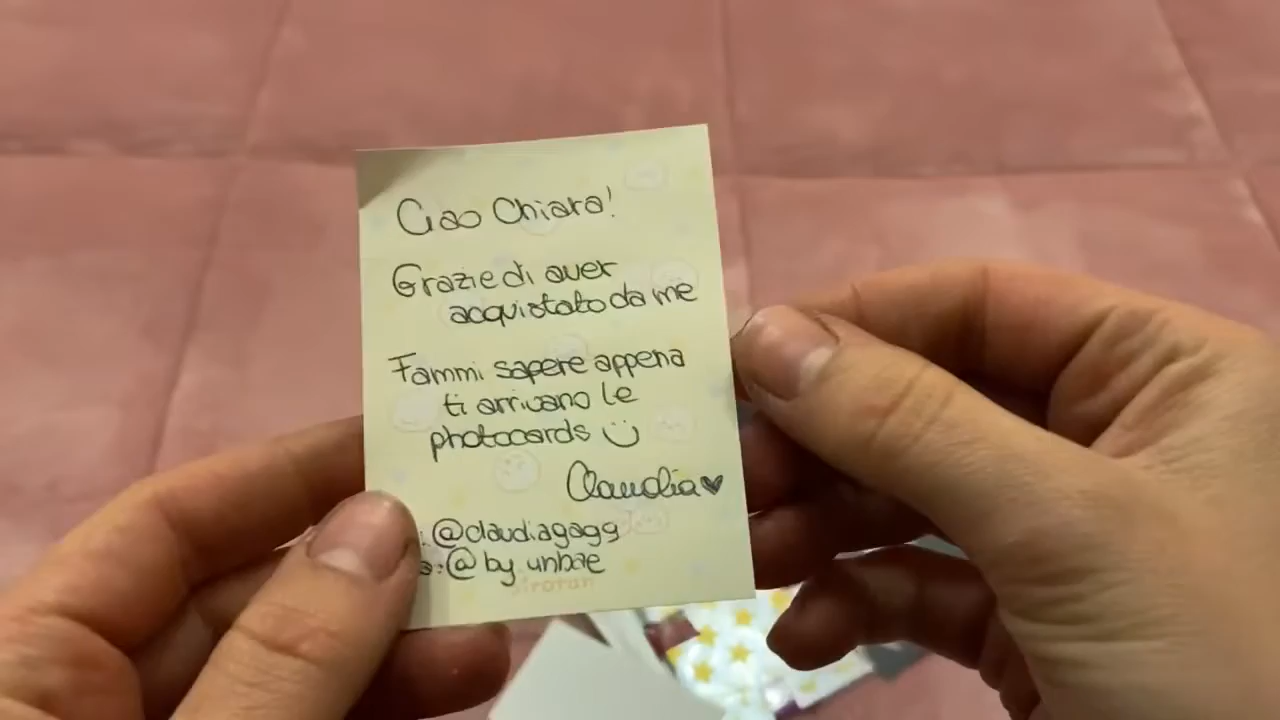 Ciao Chiara!
Grazie di aver
acquistato da me
Fammi sapere appena
ti arrivano le
photocards
Claudia
@claudiagagg
@by.unbae